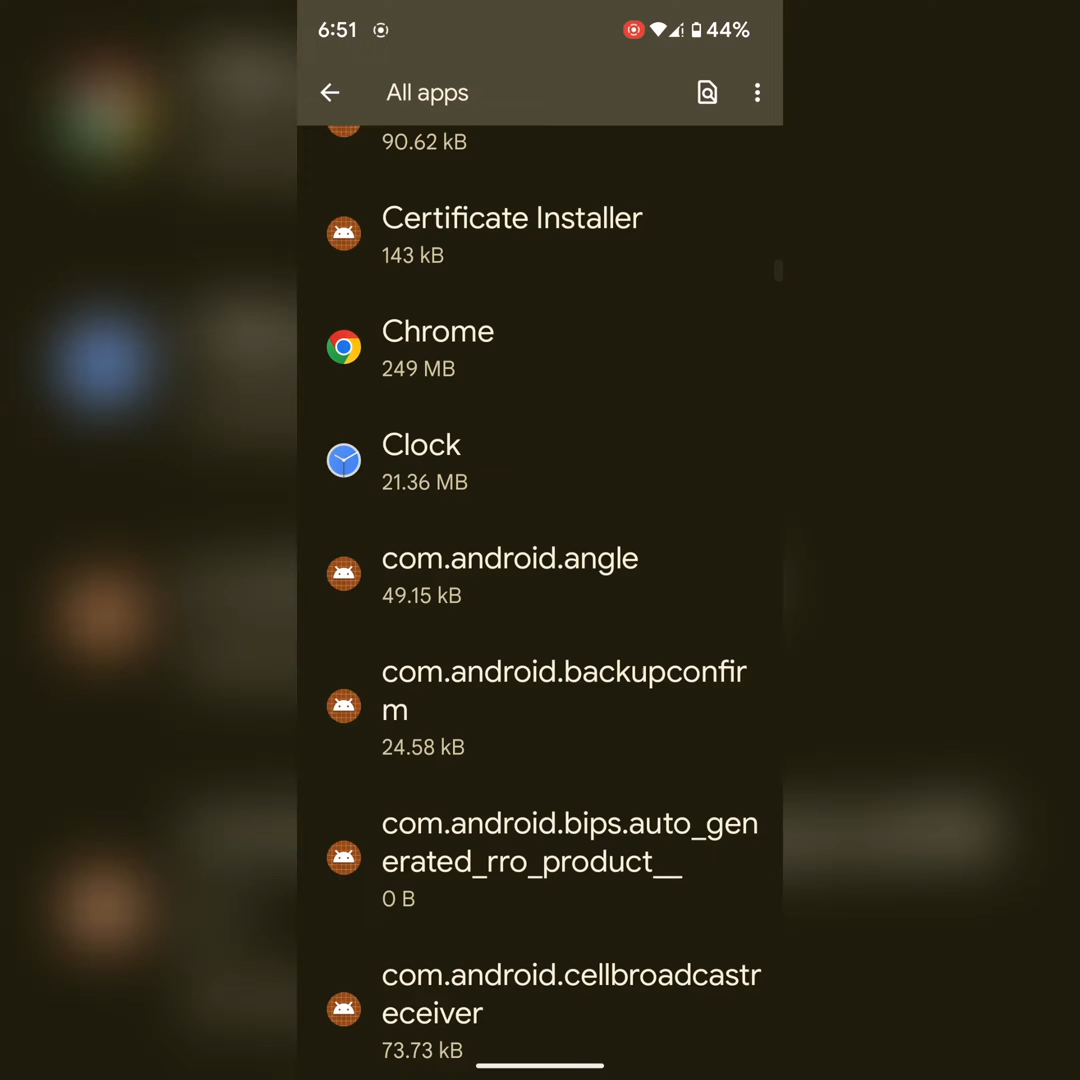 6:51 44%
All apps
90.62 kB
Certificate Installer
143 kB
Chrome
249 MB
Clock
21.36 MB
com.android.angle
49.15 kB
com.android.backupconfir
m
24.58 kB
com.android.bips.auto_gen
erated_rro_product__
0 B
com.android.cellbroadcastr
eceiver
73.73 kB